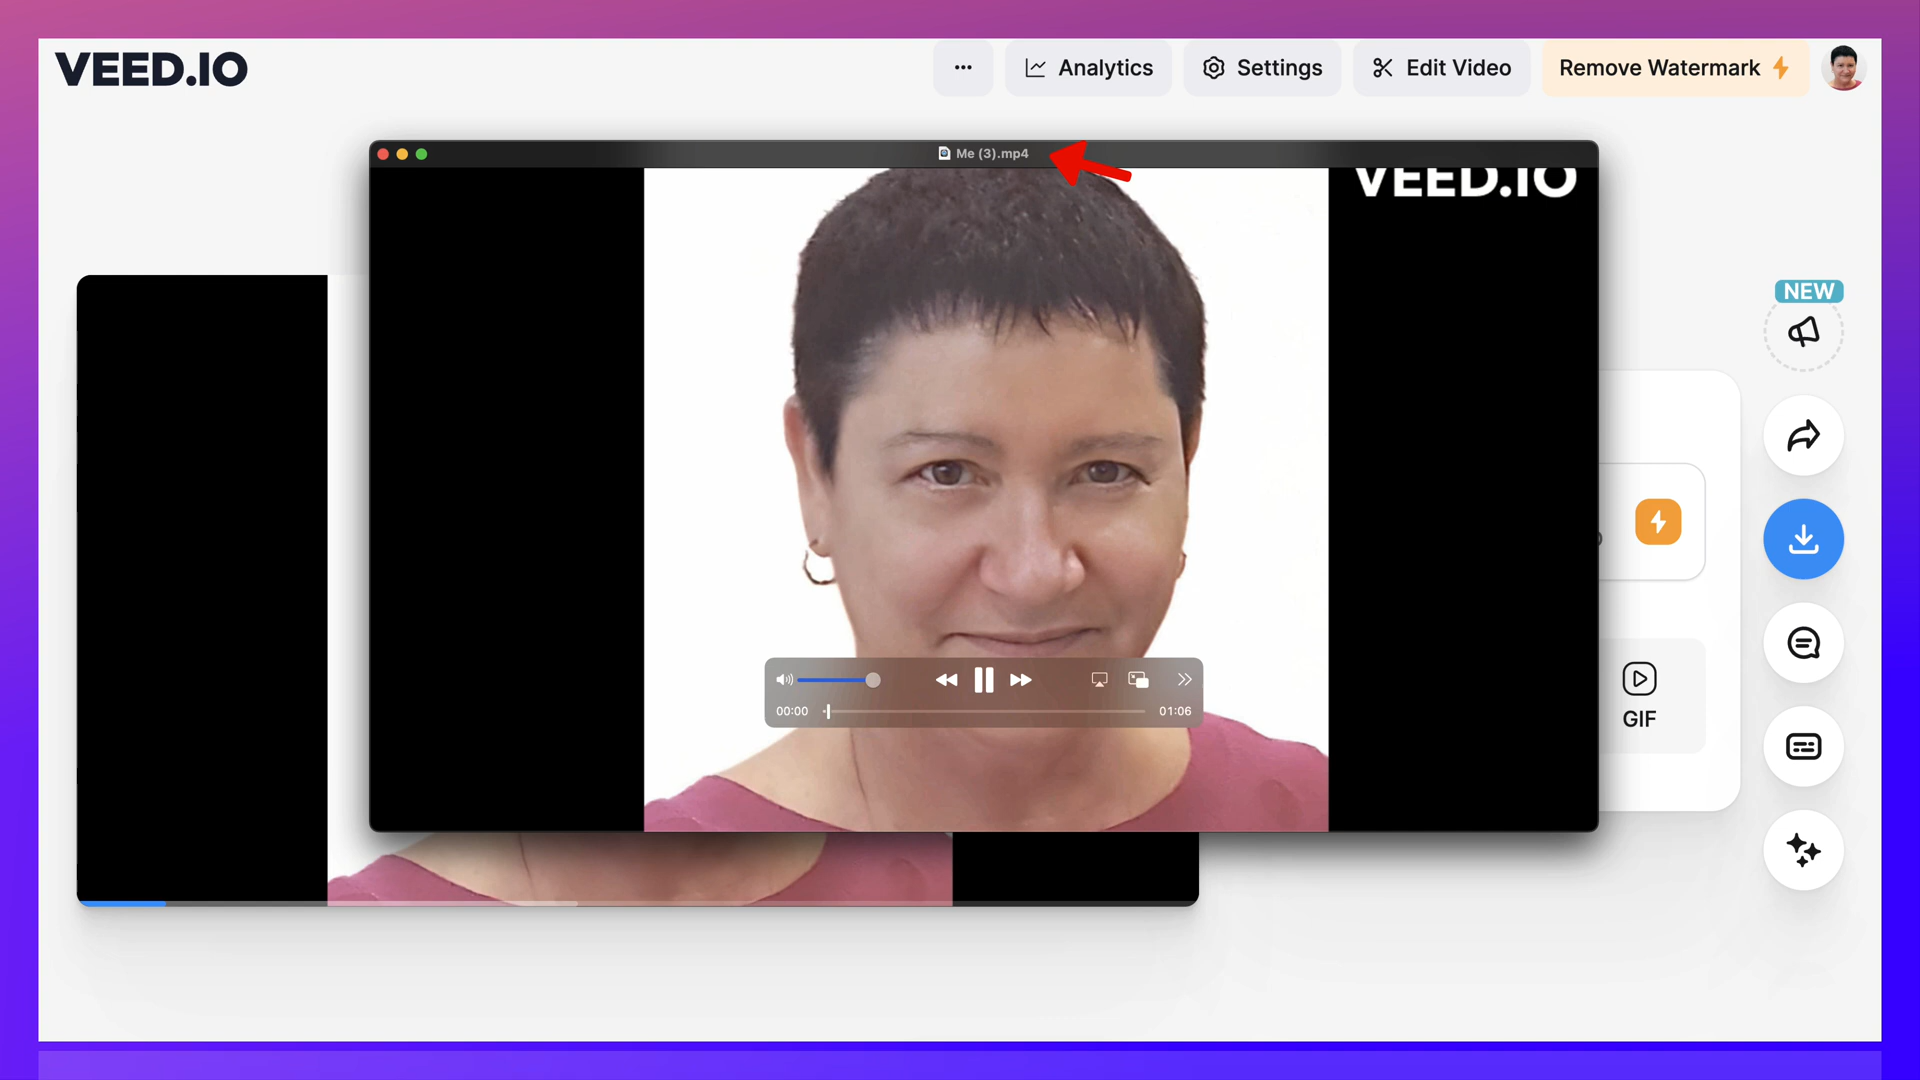 VEED.IO
Analytics
Settings
Edit Video
Remove Watermark
Me (3).mp4
VEED.IO
NEW
00:00
01:06
GIF